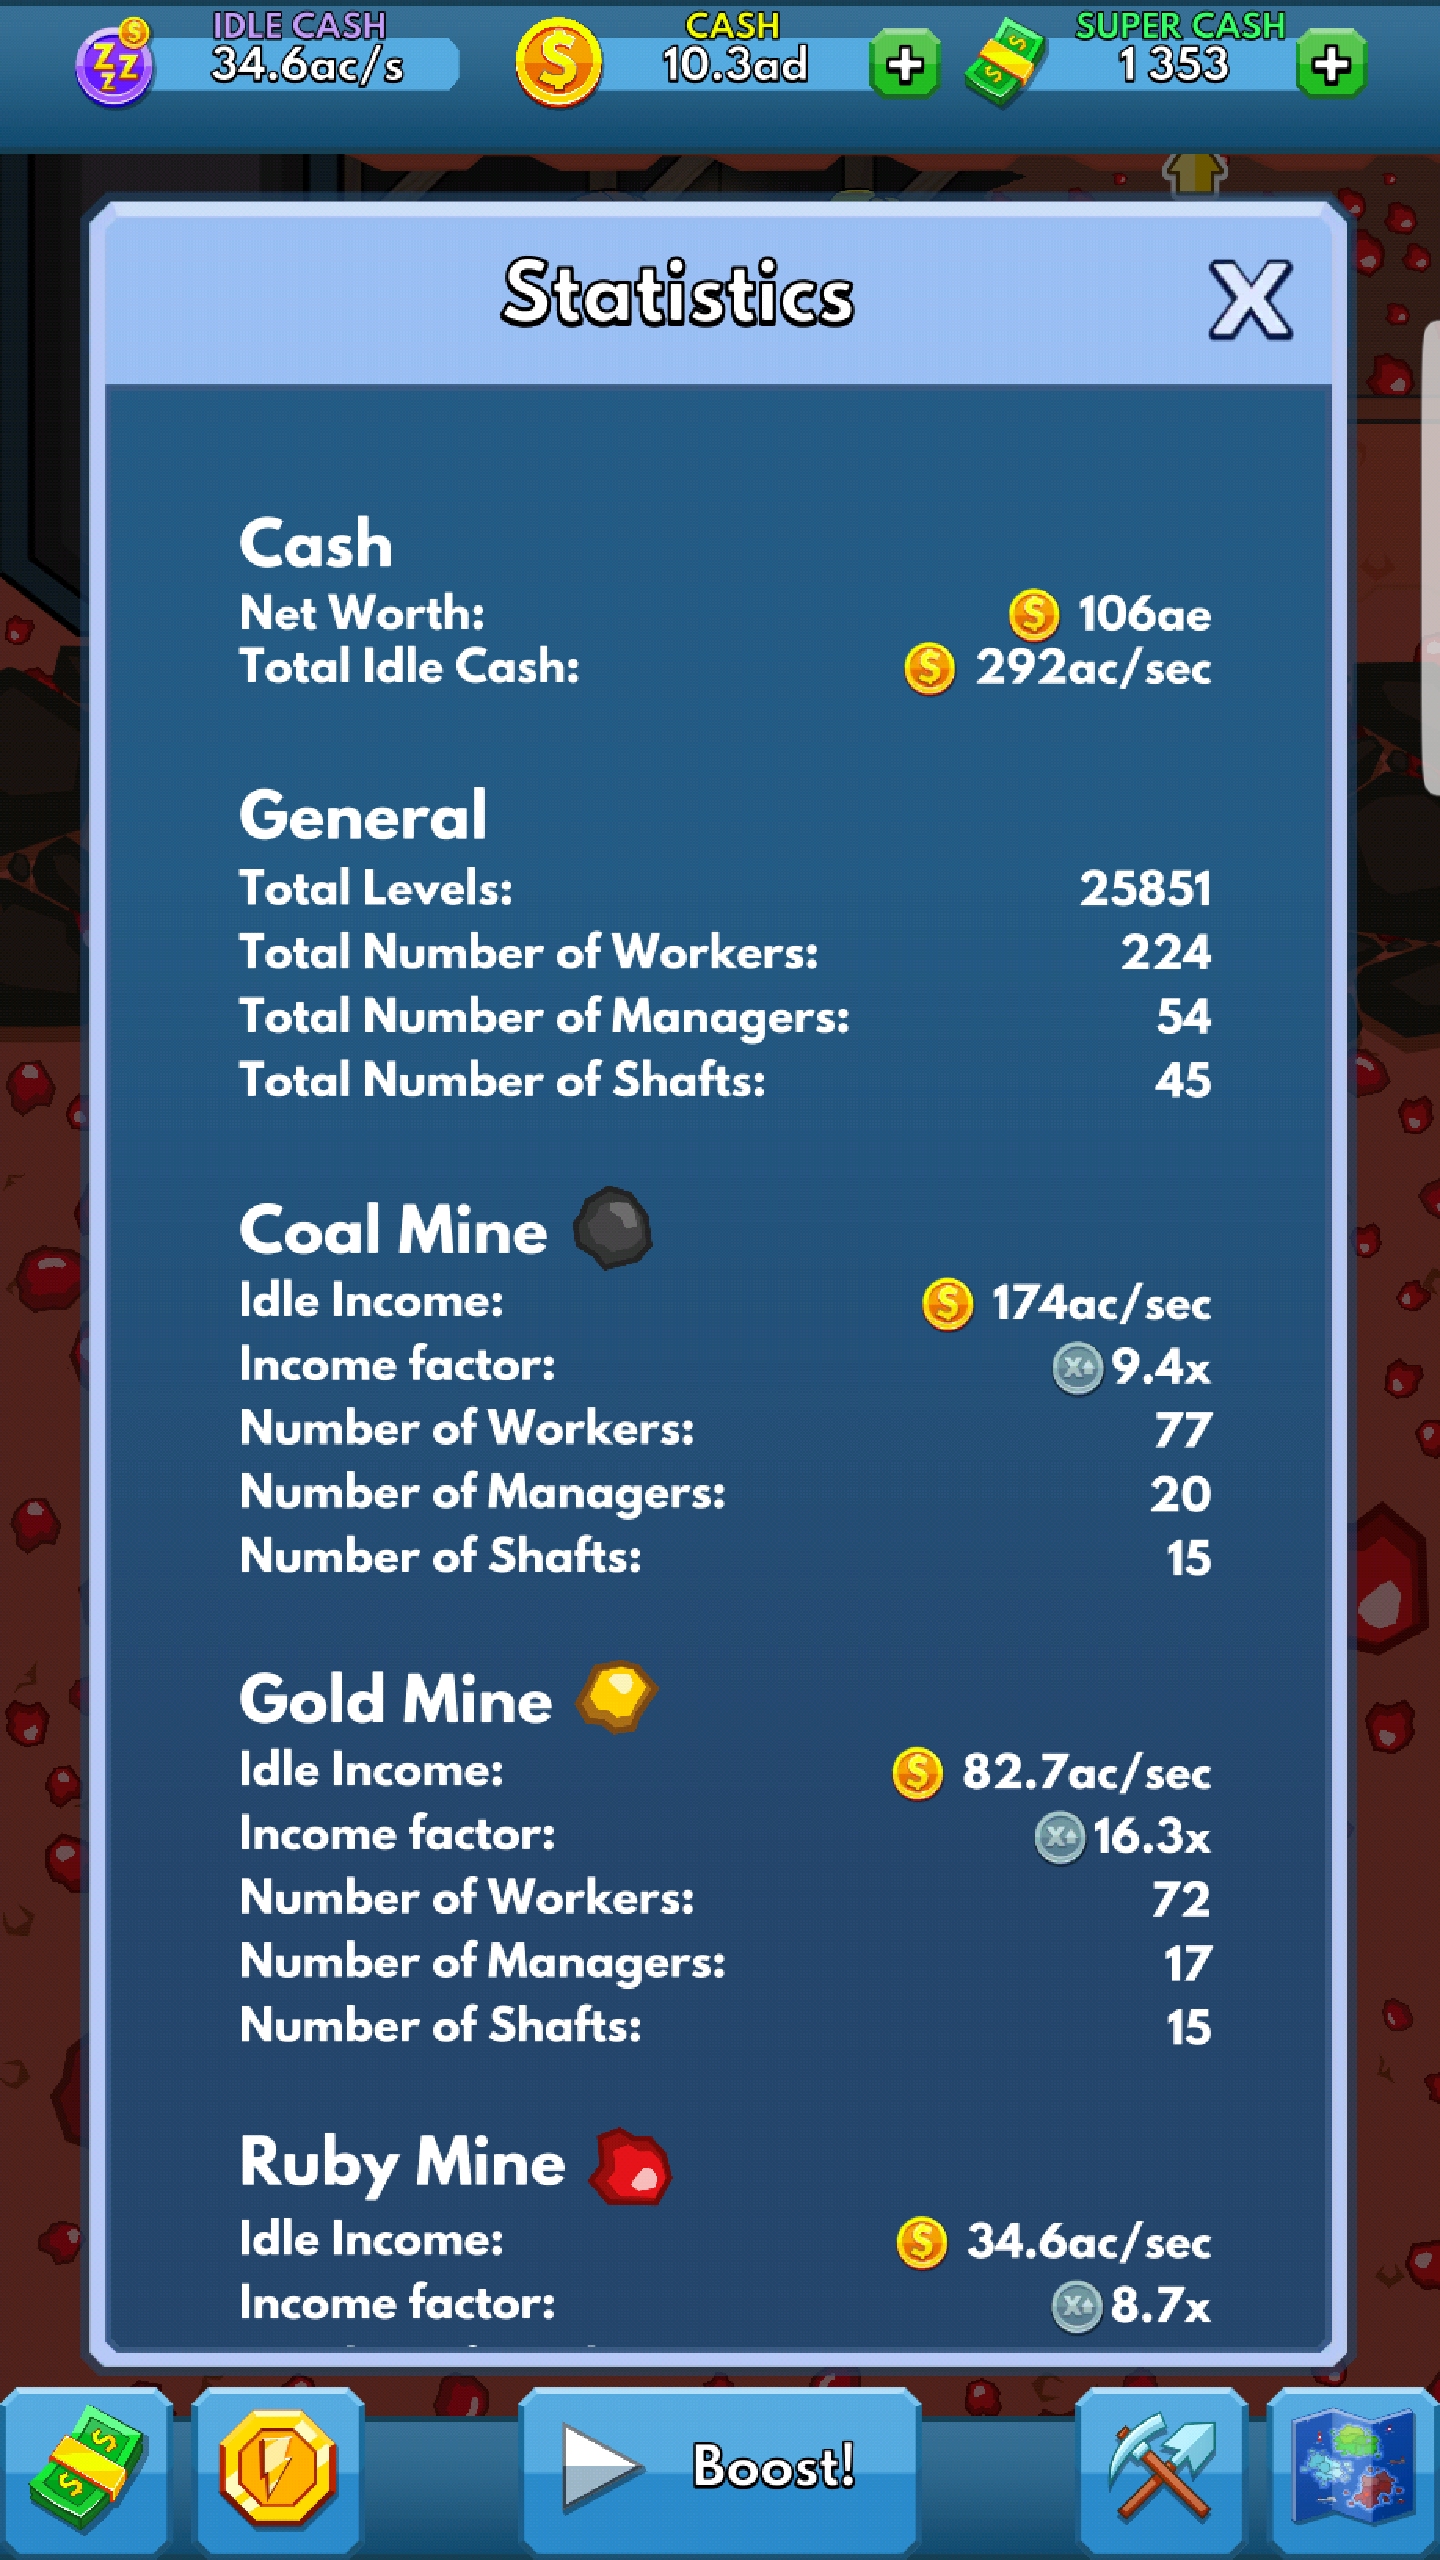 IDLE CASH CASH SUPER CASH
34.6ac/s 10.3ad 1 353
Statistics X
Cash
Net Worth: 106ae
Total Idle Cash: 292ac/sec
General
Total Levels: 25851
Total Number of Workers: 224
Total Number of Managers: 54
Total Number of Shafts: 45
Coal Mine
Idle Income: 174ac/sec
Income factor: 9.4x
Number of Workers: 77
Number of Managers: 20
Number of Shafts: 15
Gold Mine
Idle Income: 82.7ac/sec
Income factor: 16.3x
Number of Workers: 72
Number of Managers: 17
Number of Shafts: 15
Ruby Mine
Idle Income: 34.6ac/sec
Income factor: 8.7x
Boost!